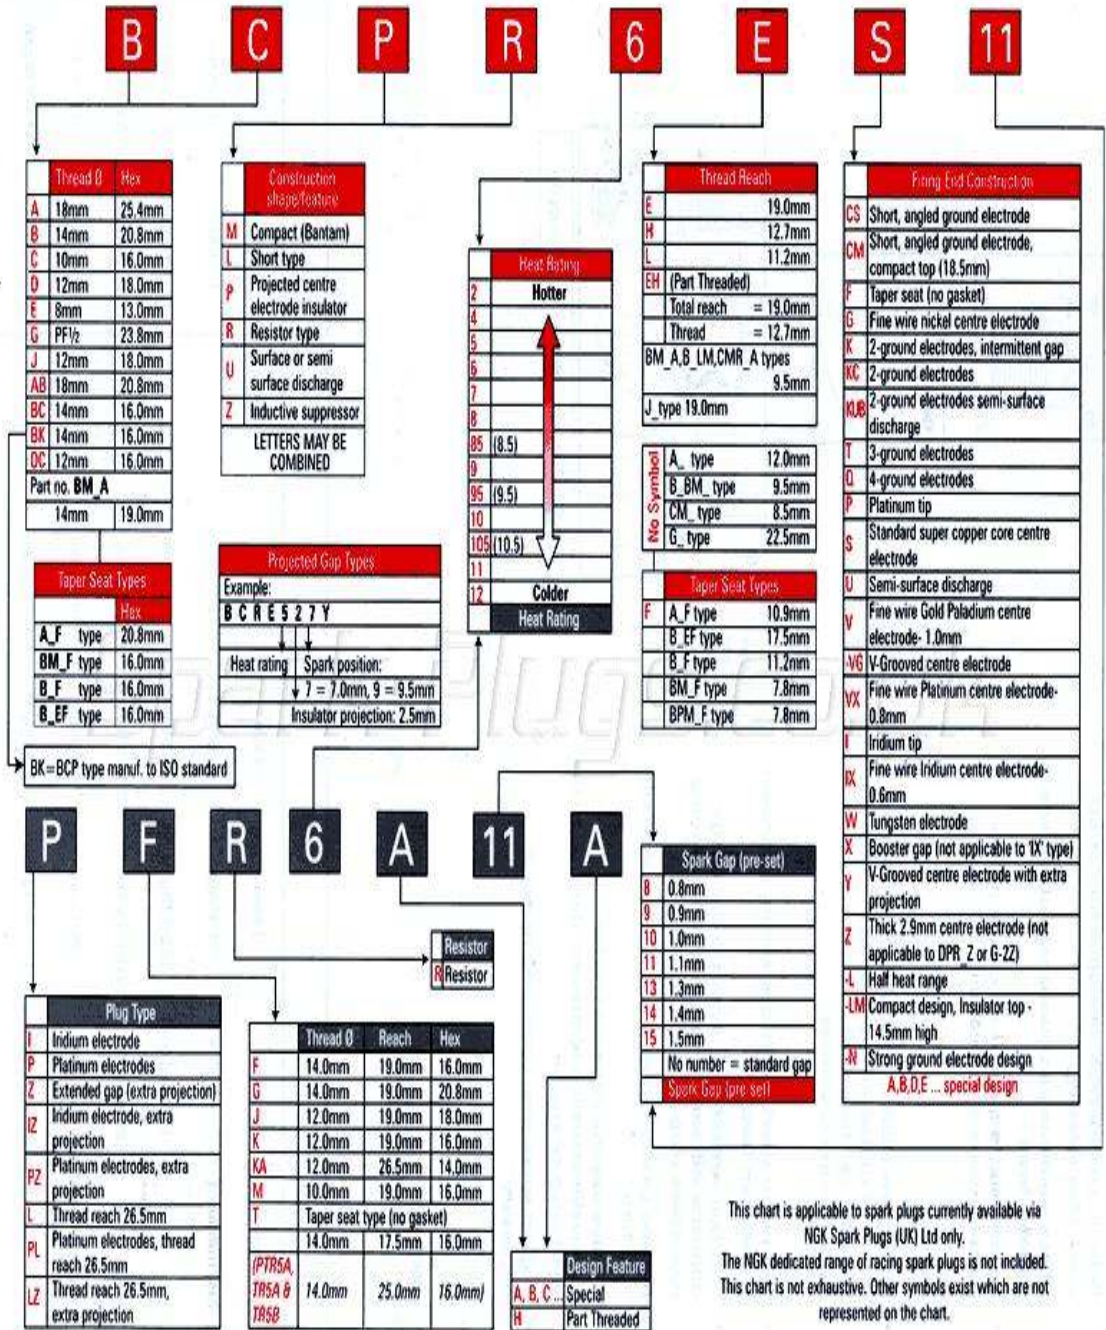 B C P R 6 E S 11
Thread Ø Hex
A 18mm 25.4mm
B 14mm 20.8mm
C 10mm 16.0mm
D 12mm 18.0mm
E 8mm 13.0mm
G PF½ 23.8mm
J 12mm 18.0mm
AB 18mm 20.8mm
BC 14mm 16.0mm
BK 14mm 16.0mm
DC 12mm 16.0mm
Part no. BM_A
14mm 19.0mm
Taper Seat Types
Hex
A_F type 20.8mm
BM_F type 16.0mm
B_F type 16.0mm
B_EF type 16.0mm
BK=BCP type manuf. to ISO standard
Construction
shape/feature
M Compact (Bantam)
L Short type
P Projected centre
electrode insulator
R Resistor type
U Surface or semi
surface discharge
Z Inductive suppressor
LETTERS MAY BE
COMBINED
Projected Gap Types
Example:
B C R E 5 2 7 Y
Heat rating Spark position:
7 = 7.0mm, 9 = 9.5mm
Insulator projection: 2.5mm
Heat Rating
2 Hotter
4
5
6
7
8
85 (8.5)
9
95 (9.5)
10
105 (10.5)
11
12 Colder
Heat Rating
Thread Reach
E 19.0mm
H 12.7mm
L 11.2mm
EH (Part Threaded)
Total reach = 19.0mm
Thread = 12.7mm
BM_A,B_LM,CMR_A types
9.5mm
J_type 19.0mm
No Symbol
A_ type 12.0mm
B_BM_ type 9.5mm
CM_ type 8.5mm
G_ type 22.5mm
Taper Seat Types
F A_F type 10.9mm
B_EF type 17.5mm
B_F type 11.2mm
BM_F type 7.8mm
BPM_F type 7.8mm
Firing End Construction
CS Short, angled ground electrode
CM Short, angled ground electrode,
compact top (18.5mm)
F Taper seat (no gasket)
G Fine wire nickel centre electrode
K 2-ground electrodes, intermittent gap
KC 2-ground electrodes
KUB 2-ground electrodes semi-surface
discharge
T 3-ground electrodes
Q 4-ground electrodes
P Platinum tip
S Standard super copper core centre
electrode
U Semi-surface discharge
V Fine wire Gold Paladium centre
electrode- 1.0mm
-VG V-Grooved centre electrode
VX Fine wire Platinum centre electrode-
0.8mm
I Iridium tip
IX Fine wire Iridium centre electrode-
0.6mm
W Tungsten electrode
X Booster gap (not applicable to 'IX' type)
Y V-Grooved centre electrode with extra
projection
Z Thick 2.9mm centre electrode (not
applicable to DPR_Z or G-2Z)
-L Half heat range
-LM Compact design, Insulator top -
14.5mm high
-N Strong ground electrode design
A,B,D,E ... special design
P F R 6 A 11 A
Resistor
R Resistor
Plug Type
I Iridium electrode
P Platinum electrodes
Z Extended gap (extra projection)
IZ Indium electrode, extra
projection
PZ Platinum electrodes, extra
projection
L Thread reach 26.5mm
PL Platinum electrodes, thread
reach 26.5mm
LZ Thread reach 26.5mm,
extra projection
Thread Ø Reach Hex
F 14.0mm 19.0mm 16.0mm
G 14.0mm 19.0mm 20.8mm
J 12.0mm 19.0mm 18.0mm
K 12.0mm 19.0mm 16.0mm
KA 12.0mm 26.5mm 14.0mm
M 10.0mm 19.0mm 16.0mm
T Taper seat type (no gasket)
14.0mm 17.5mm 16.0mm
(PTR5A,
TR5A & 14.0mm 25.0mm 16.0mm)
TR5B
Spark Gap (pre-set)
8 0.8mm
9 0.9mm
10 1.0mm
11 1.1mm
13 1.3mm
14 1.4mm
15 1.5mm
No number = standard gap
Spark Gap (pre-set)
Design Feature
A, B, C ... Special
H Part Threaded
This chart is applicable to spark plugs currently available via
NGK Spark Plugs (UK) Ltd only.
The NGK dedicated range of racing spark plugs is not included.
This chart is not exhaustive. Other symbols exist which are not
represented on the chart.